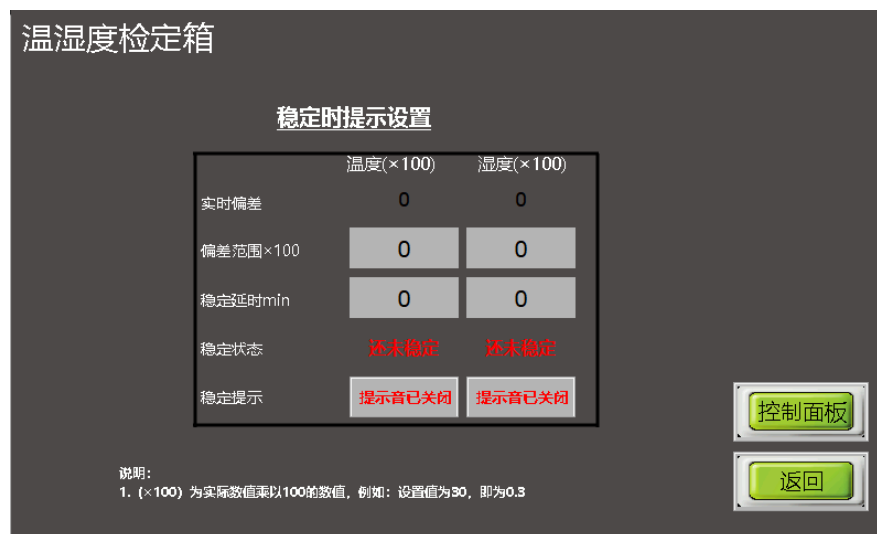 温湿度检定箱
稳定时提示设置
温度(×100) 湿度(×100)
实时偏差 0 0
偏差范围×100 0 0
稳定延时min 0 0
稳定状态 还未稳定 还未稳定
稳定提示 提示音已关闭 提示音已关闭
控制面板
说明：
1.（×100）为实际数值乘以100的数值，例如：设置值为30，即为0.3
返回